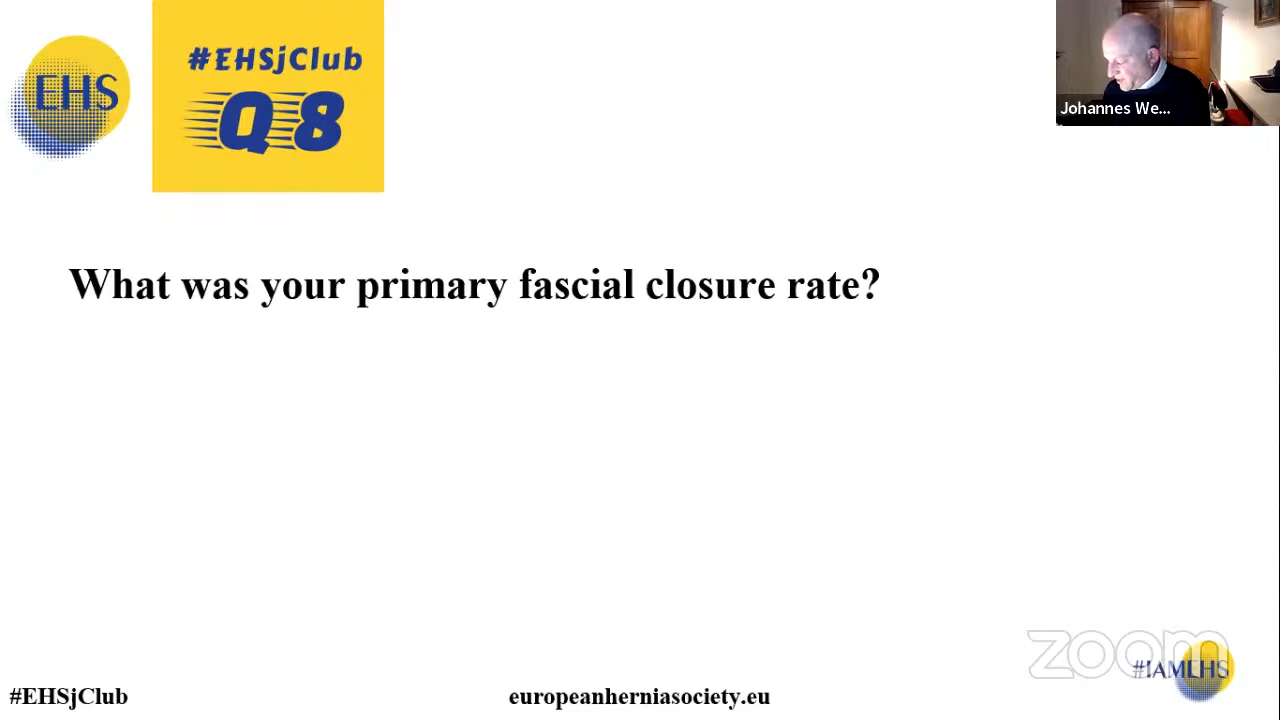 EHS
#EHSjClub
Q8
Johannes We...
What was your primary fascial closure rate?
zoom
#IAMEHS
#EHSjClub
europeanherniasociety.eu